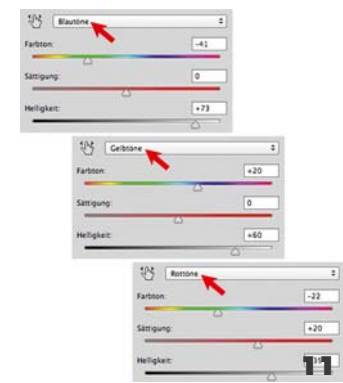 Blautöne
Farbton:
-41
Sättigung:
0
Helligkeit:
+73
Gelbtöne
Farbton:
+20
Sättigung:
0
Helligkeit:
+60
Rottöne
Farbton:
-22
Sättigung:
+20
Helligkeit:
11